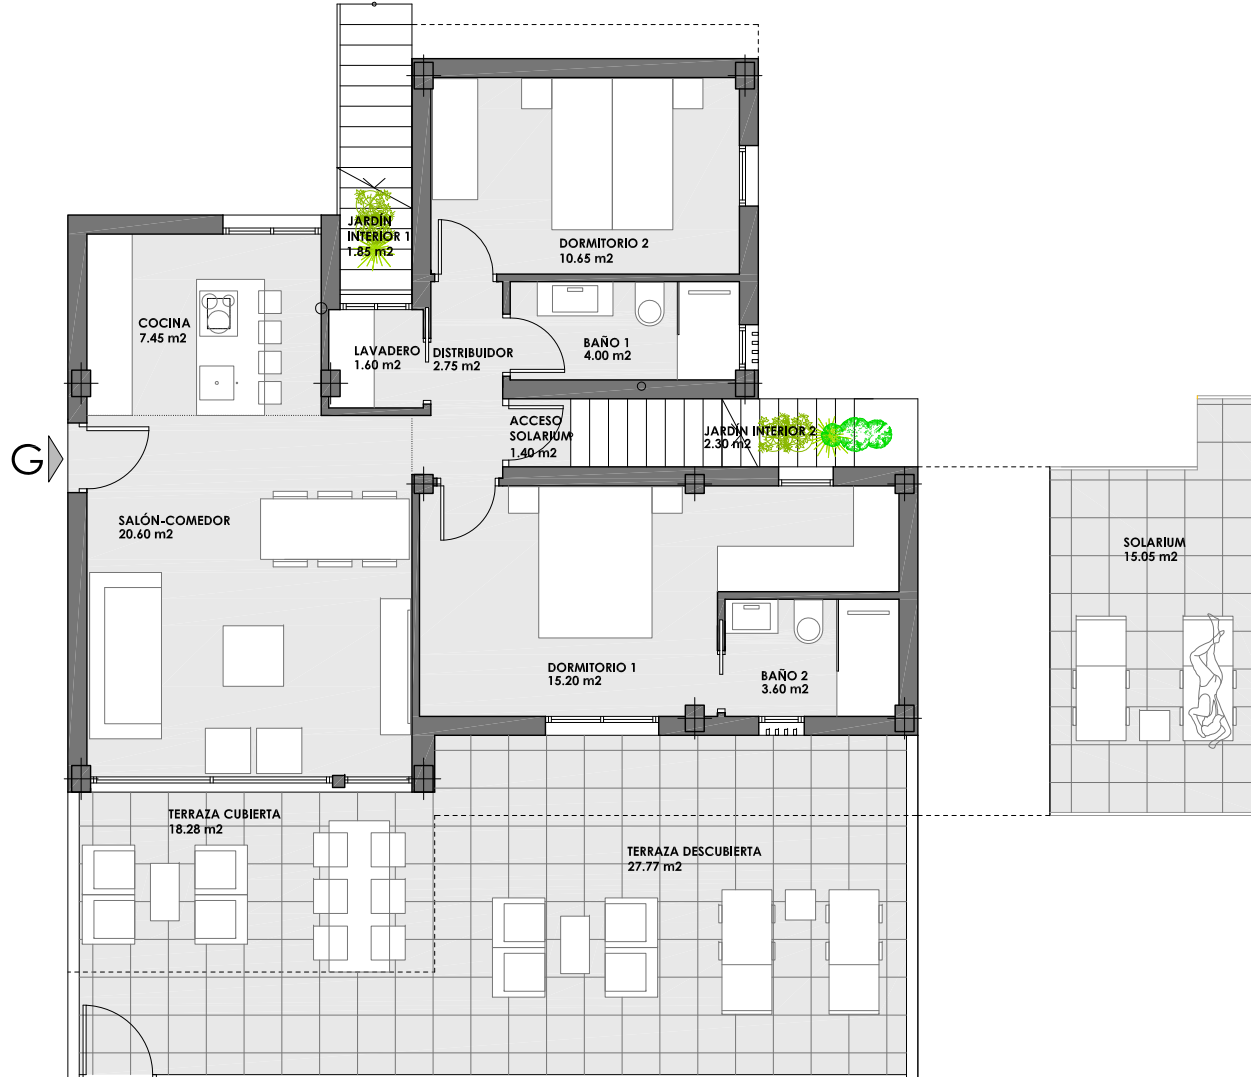 JARDÍN
INTERIOR 1
1.85 m2
DORMITORIO 2
10.65 m2
COCINA
7.45 m2
LAVADERO
1.60 m2
DISTRIBUIDOR
2.75 m2
BAÑO 1
4.00 m2
ACCESO
SOLARIUM
1.40 m2
JARDÍN INTERIOR 2
2.30 m2
G
SALÓN-COMEDOR
20.60 m2
SOLARIUM
15.05 m2
DORMITORIO 1
15.20 m2
BAÑO 2
3.60 m2
TERRAZA CUBIERTA
18.28 m2
TERRAZA DESCUBIERTA
27.77 m2